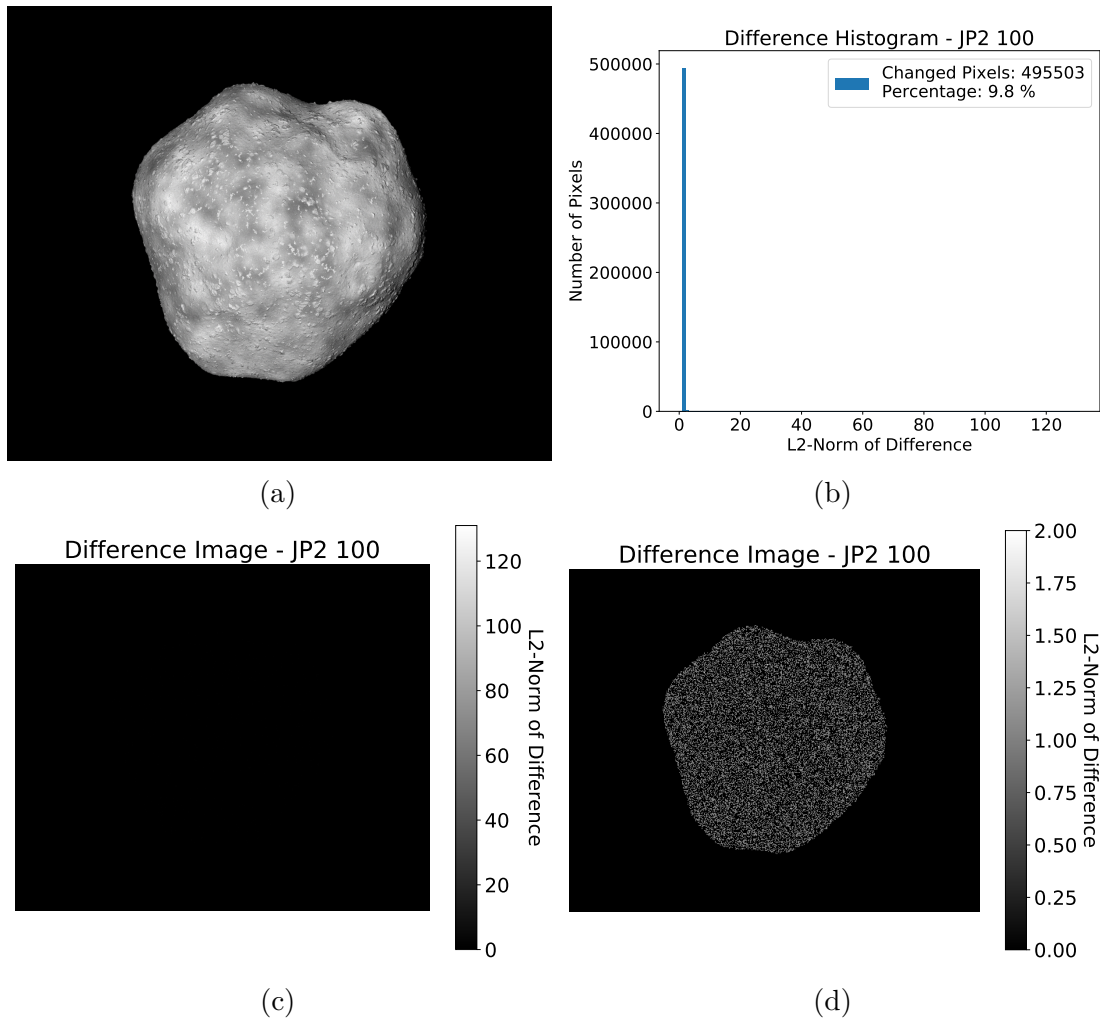 Difference Histogram - JP2 100
Changed Pixels: 495503
Percentage: 9.8 %
500000
400000
300000
200000
100000
0
Number of Pixels
0 20 40 60 80 100 120
L2-Norm of Difference
(a)
(b)
Difference Image - JP2 100
120
100
80
60
40
20
0
L2-Norm of Difference
Difference Image - JP2 100
2.00
1.75
1.50
1.25
1.00
0.75
0.50
0.25
0.00
L2-Norm of Difference
(c)
(d)